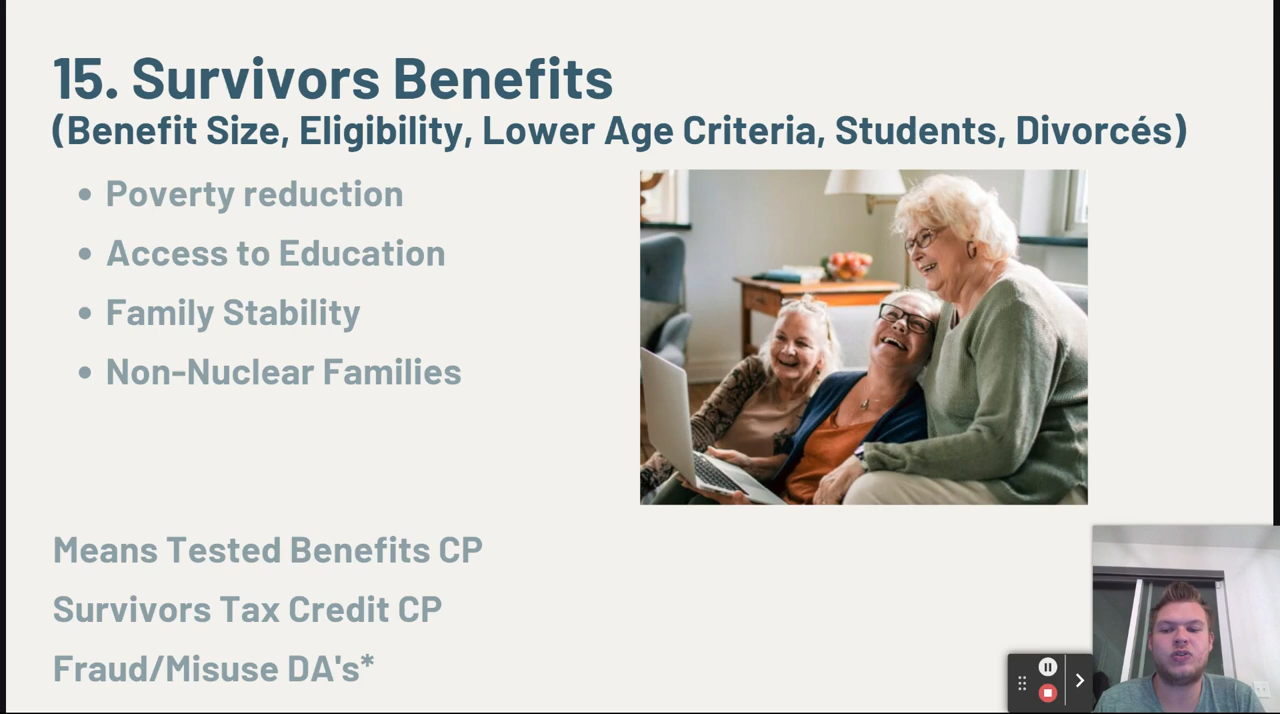 15. Survivors Benefits
(Benefit Size, Eligibility, Lower Age Criteria, Students, Divorcés)
• Poverty reduction
• Access to Education
• Family Stability
• Non-Nuclear Families
Means Tested Benefits CP
Survivors Tax Credit CP
Fraud/Misuse DA's*